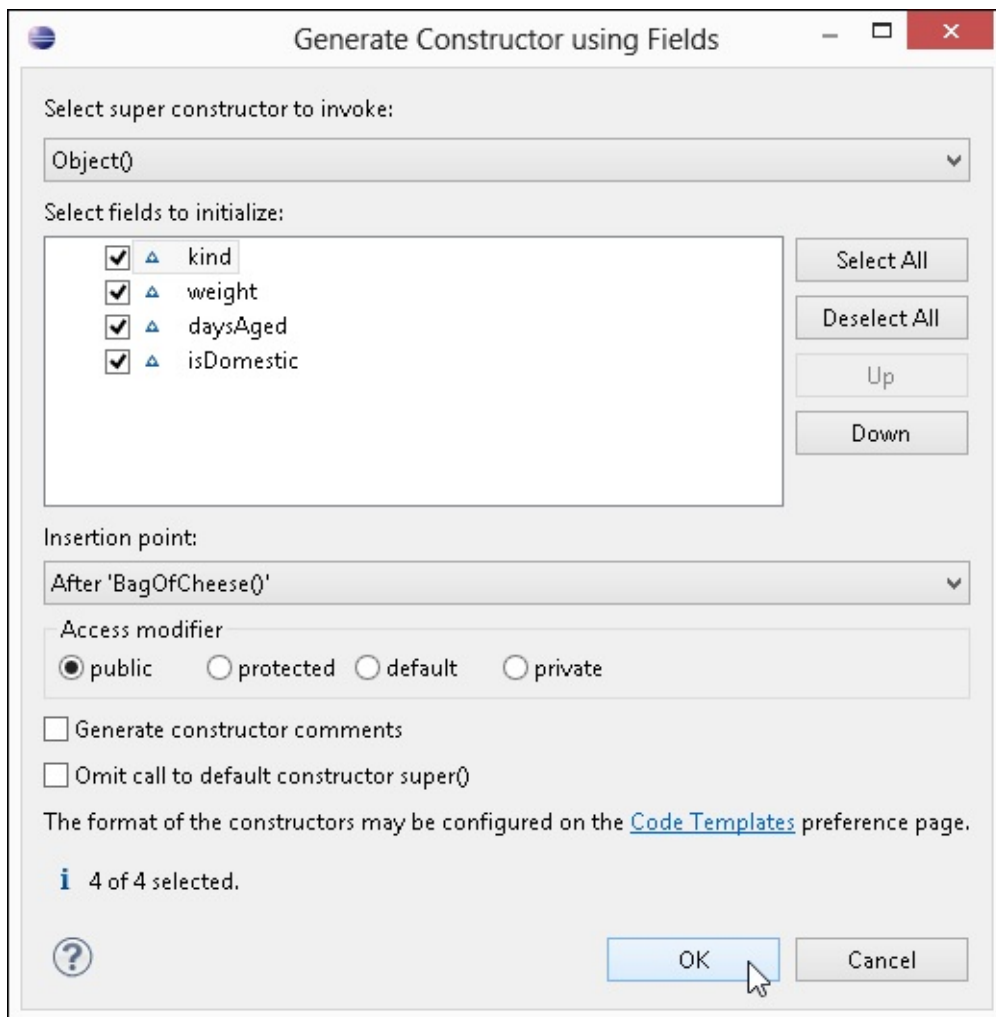 Generate Constructor using Fields
Select super constructor to invoke:
Object()
Select fields to initialize:
kind
weight
daysAged
isDomestic
Select All
Deselect All
Up
Down
Insertion point:
After 'BagOfCheese()'
Access modifier
public protected default private
Generate constructor comments
Omit call to default constructor super()
The format of the constructors may be configured on the Code Templates preference page.
i 4 of 4 selected.
?
OK Cancel